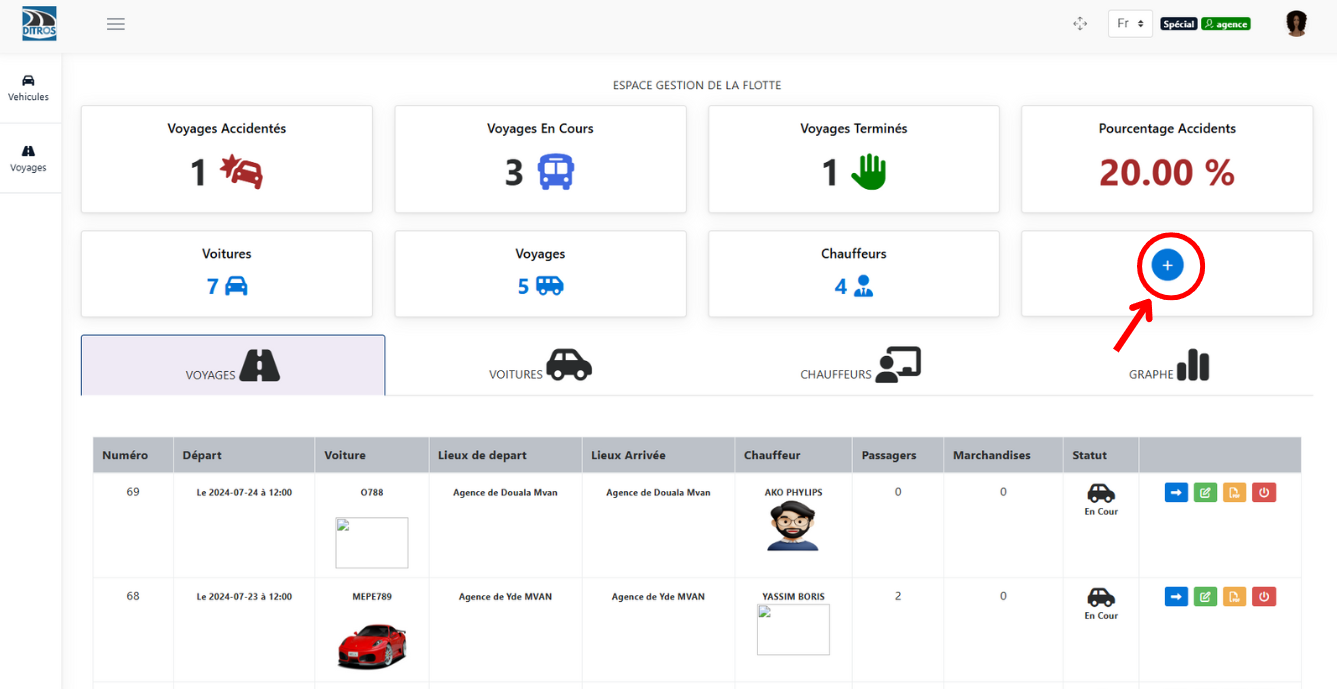 DITROS
Fr
Spécial agence
Vehicules
Voyages
ESPACE GESTION DE LA FLOTTE
Voyages Accidentés
1
Voyages En Cours
3
Voyages Terminés
1
Pourcentage Accidents
20.00 %
Voitures
7
Voyages
5
Chauffeurs
4
+
VOYAGES
VOITURES
CHAUFFEURS
GRAPHE
Numéro Départ Voiture Lieux de depart Lieux Arrivée Chauffeur Passagers Marchandises Statut
69 Le 2024-07-24 à 12:00 O788 Agence de Douala Mvan Agence de Douala Mvan AKO PHYLIPS 0 0
En Cour
68 Le 2024-07-23 à 12:00 MEPE789 Agence de Yde MVAN Agence de Yde MVAN YASSIM BORIS 2 0
En Cour